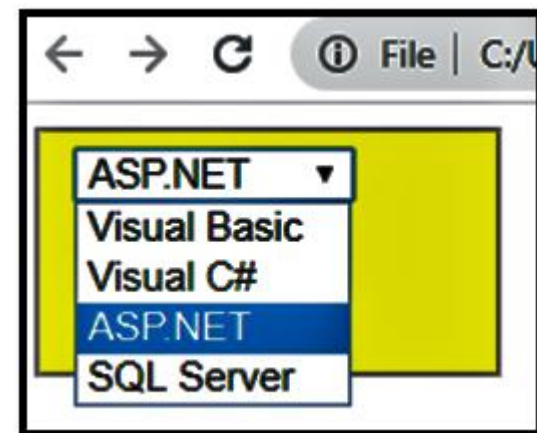 File | C:/
ASP.NET
Visual Basic
Visual C#
ASP.NET
SQL Server